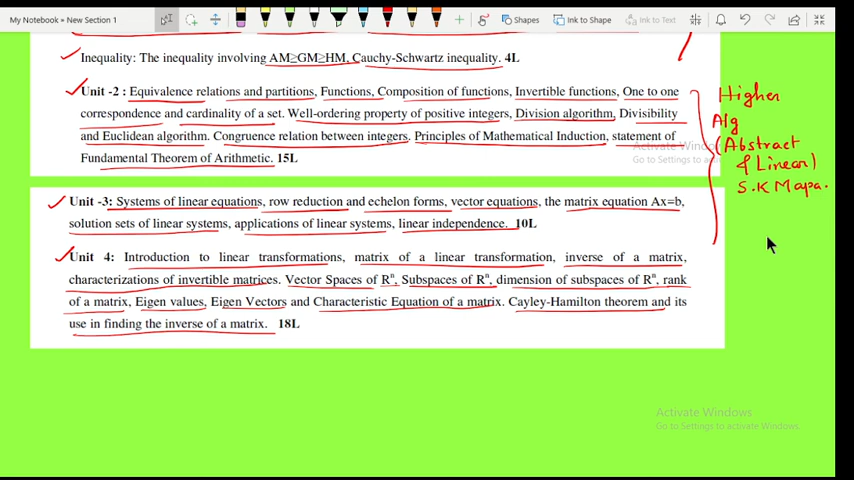 My Notebook » New Section 1
Shapes
Ink to Shape
Ink to Text
Inequality: The inequality involving AM≥GM≥HM, Cauchy-Schwartz inequality. 4L
Unit -2 : Equivalence relations and partitions, Functions, Composition of functions, Invertible functions, One to one
correspondence and cardinality of a set. Well-ordering property of positive integers, Division algorithm, Divisibility
and Euclidean algorithm. Congruence relation between integers. Principles of Mathematical Induction, statement of
Fundamental Theorem of Arithmetic. 15L
Higher
Alg
(Abstract
& Linear)
S.K Mapa.
Activate Windows
Go to Settings to activate
Unit -3: Systems of linear equations, row reduction and echelon forms, vector equations, the matrix equation Ax=b,
solution sets of linear systems, applications of linear systems, linear independence. 10L
Unit 4: Introduction to linear transformations, matrix of a linear transformation, inverse of a matrix,
characterizations of invertible matrices. Vector Spaces of Rⁿ, Subspaces of Rⁿ, dimension of subspaces of Rⁿ, rank
of a matrix, Eigen values, Eigen Vectors and Characteristic Equation of a matrix. Cayley-Hamilton theorem and its
use in finding the inverse of a matrix. 18L
Activate Windows
Go to Settings to activate Windows.